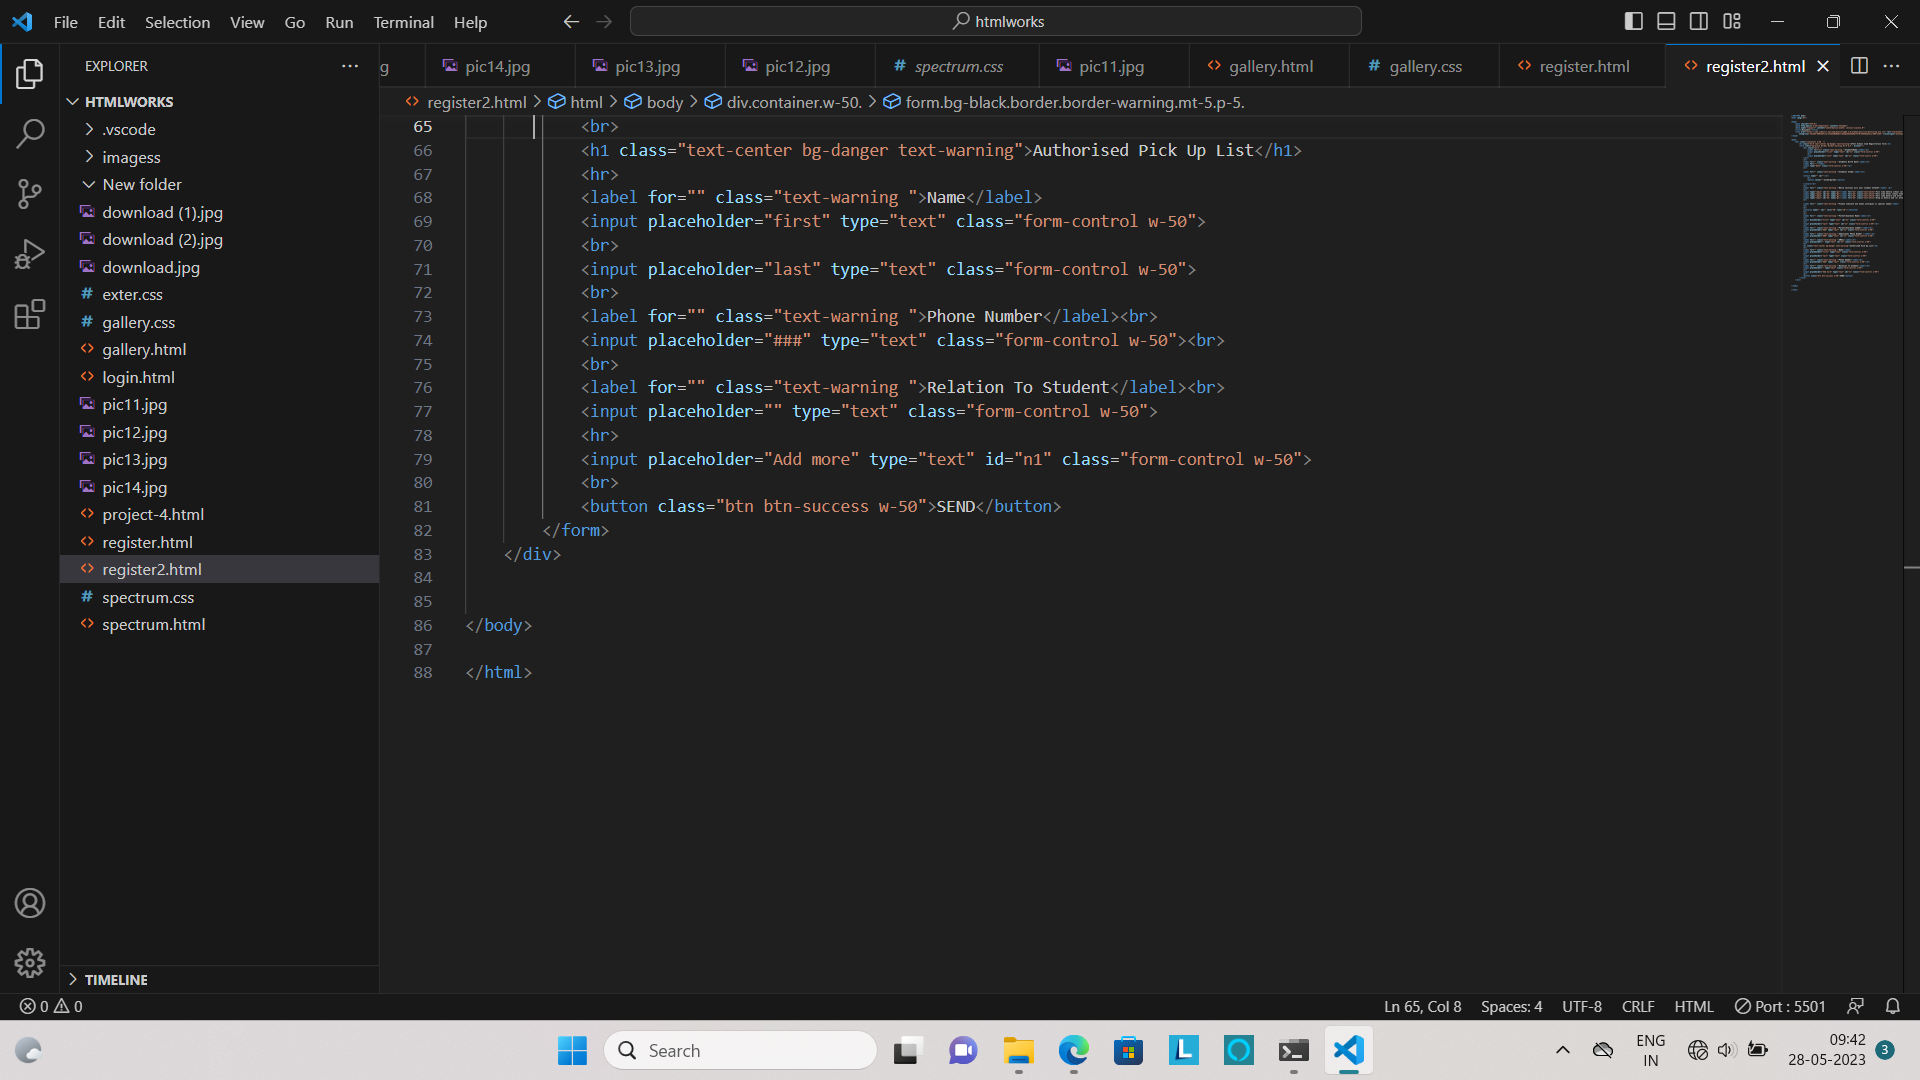 File Edit Selection View Go Run Terminal Help
htmlworks
EXPLORER
g pic14.jpg pic13.jpg pic12.jpg # spectrum.css pic11.jpg <> gallery.html # gallery.css <> register.html <> register2.html
HTMLWORKS
<> register2.html > html > body > div.container.w-50. > form.bg-black.border.border-warning.mt-5.p-5.
.vscode
imagess
New folder
download (1).jpg
download (2).jpg
download.jpg
# exter.css
# gallery.css
<> gallery.html
<> login.html
pic11.jpg
pic12.jpg
pic13.jpg
pic14.jpg
<> project-4.html
<> register.html
<> register2.html
# spectrum.css
<> spectrum.html
TIMELINE
65 <br>
66 <h1 class="text-center bg-danger text-warning">Authorised Pick Up List</h1>
67 <hr>
68 <label for="" class="text-warning ">Name</label>
69 <input placeholder="first" type="text" class="form-control w-50">
70 <br>
71 <input placeholder="last" type="text" class="form-control w-50">
72 <br>
73 <label for="" class="text-warning ">Phone Number</label><br>
74 <input placeholder="###" type="text" class="form-control w-50"><br>
75 <br>
76 <label for="" class="text-warning ">Relation To Student</label><br>
77 <input placeholder="" type="text" class="form-control w-50">
78 <hr>
79 <input placeholder="Add more" type="text" id="n1" class="form-control w-50">
80 <br>
81 <button class="btn btn-success w-50">SEND</button>
82 </form>
83 </div>
84
85
86 </body>
87
88 </html>
0 0
Ln 65, Col 8 Spaces: 4 UTF-8 CRLF HTML Port : 5501
Search
L
ENG
IN
09:42
28-05-2023
3